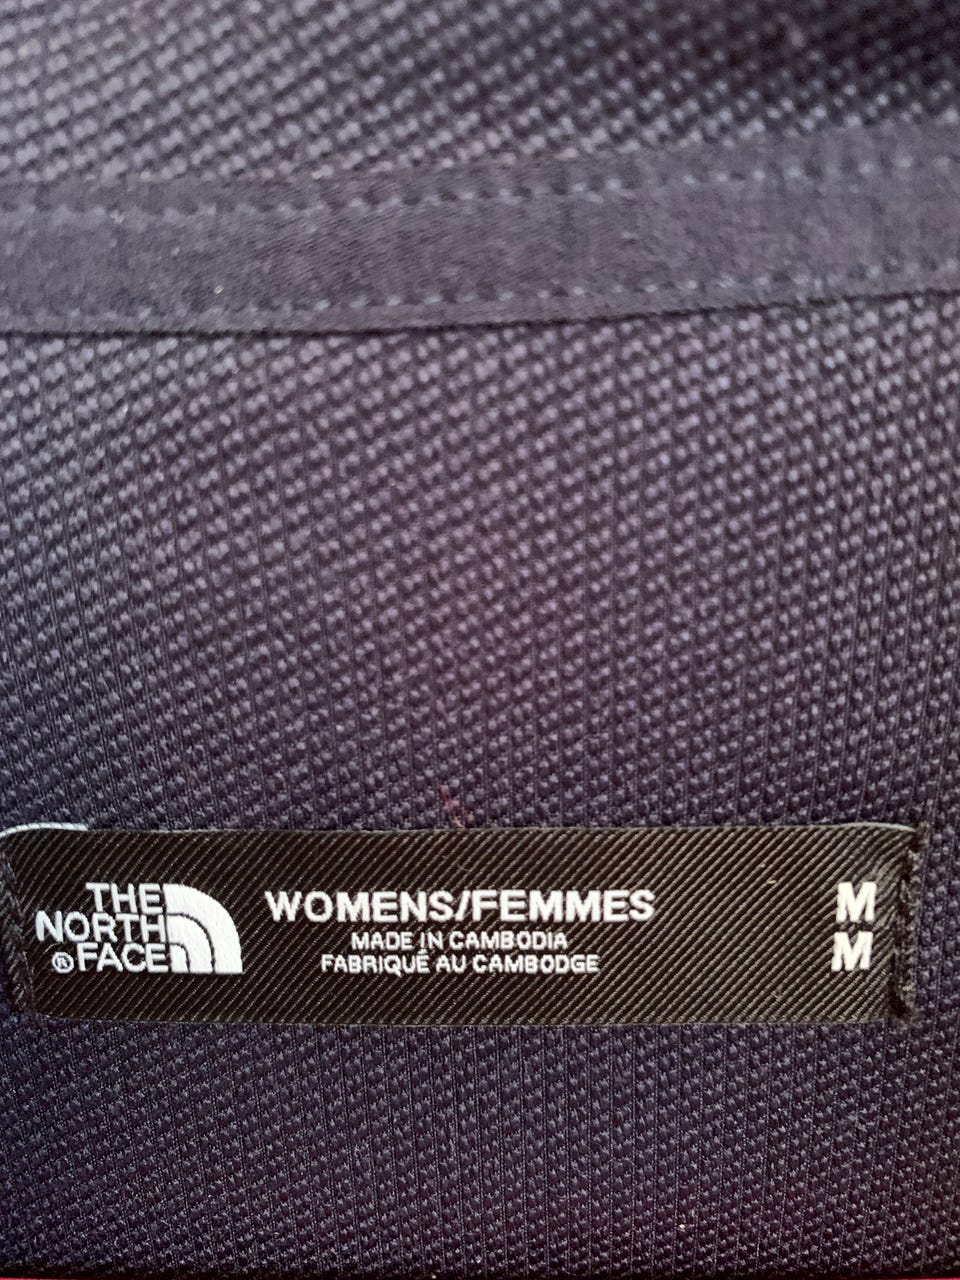 THE
NORTH
® FACE
WOMENS/FEMMES
MADE IN CAMBODIA
FABRIQUÉ AU CAMBODGE
M
M